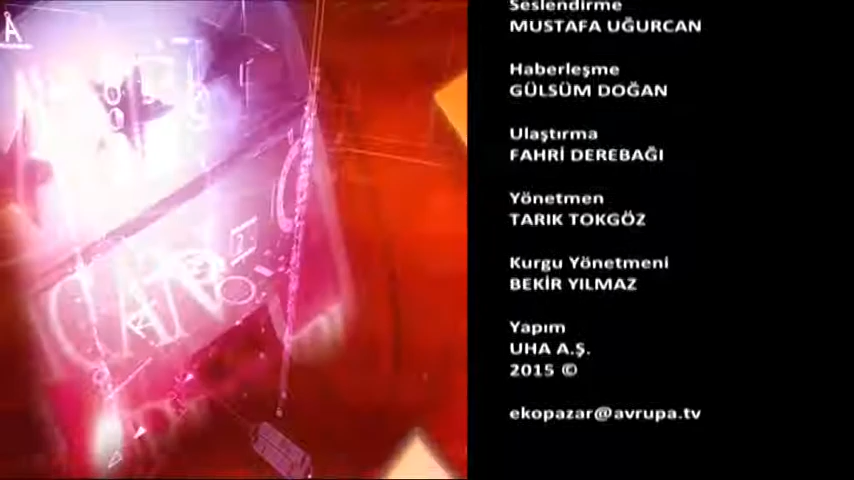 Seslendirme
MUSTAFA UĞURCAN
Haberleşme
GÜLSÜM DOĞAN
Ulaştırma
FAHRİ DEREBAĞI
Yönetmen
TARIK TOKGÖZ
Kurgu Yönetmeni
BEKİR YILMAZ
Yapım
UHA A.Ş.
2015 ©
ekopazar@avrupa.tv